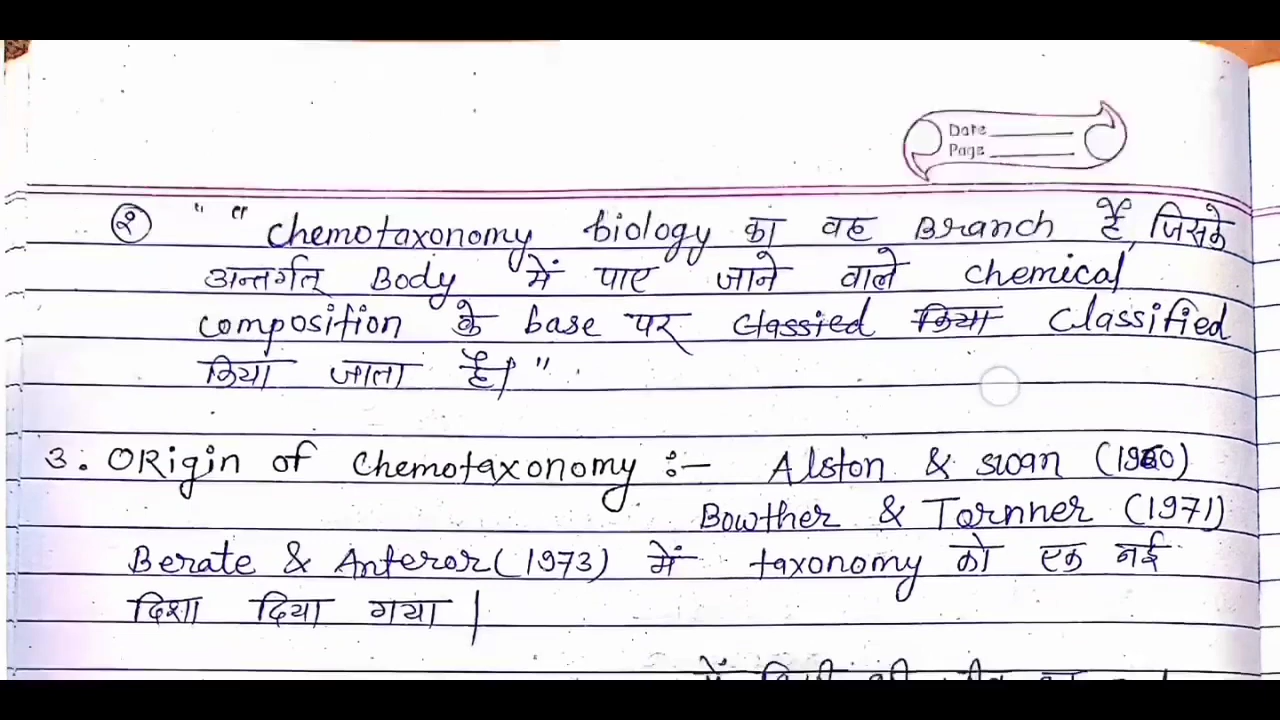 Date
Page
② " "Chemotaxonomy biology का वह Branch हैं, जिसके
अन्तर्गत् Body में पाए जाने वाले chemical
composition के base पर classied किया Classified
किया जाता है।"
3. ORigin of Chemotaxonomy :- Alston & swan (1960)
Bowther & Tornner (1971)
Berate & Anteror (1973) में taxonomy को एक नई
दिशा दिया गया |